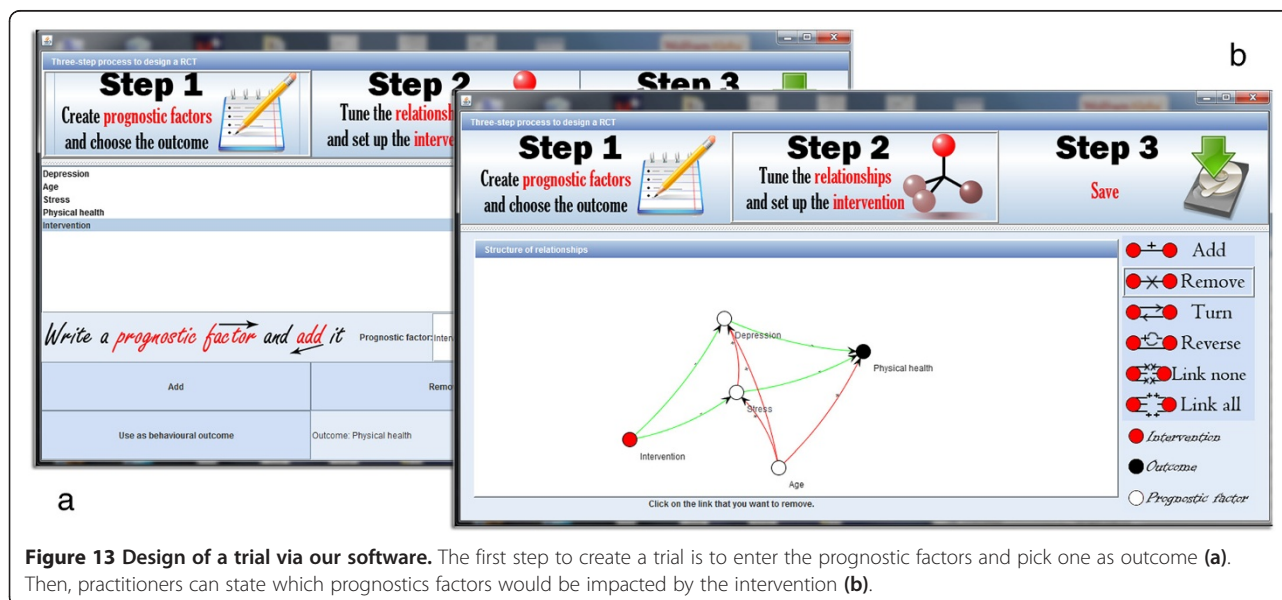 Three-step process to design a RCT
Step 1
Create prognostic factors
and choose the outcome
Step 2
Tune the
and set up the
Step 3
Depression
Age
Stress
Physical health
Intervention
Write a prognostic factor and add it
Prognostic factor:
Add
Use as behavioural outcome
Outcome: Physical health
a
b
Three-step process to design a RCT
Step 1
Create prognostic factors
and choose the outcome
Step 2
Tune the relationships
and set up the intervention
Step 3
Save
Structure of relationships
Depression
Physical health
Stress
Intervention
Age
Click on the link that you want to remove.
Add
Remove
Turn
Reverse
Link none
Link all
Intervention
Outcome
Prognostic factor
Figure 13 Design of a trial via our software. The first step to create a trial is to enter the prognostic factors and pick one as outcome (a).
Then, practitioners can state which prognostics factors would be impacted by the intervention (b).